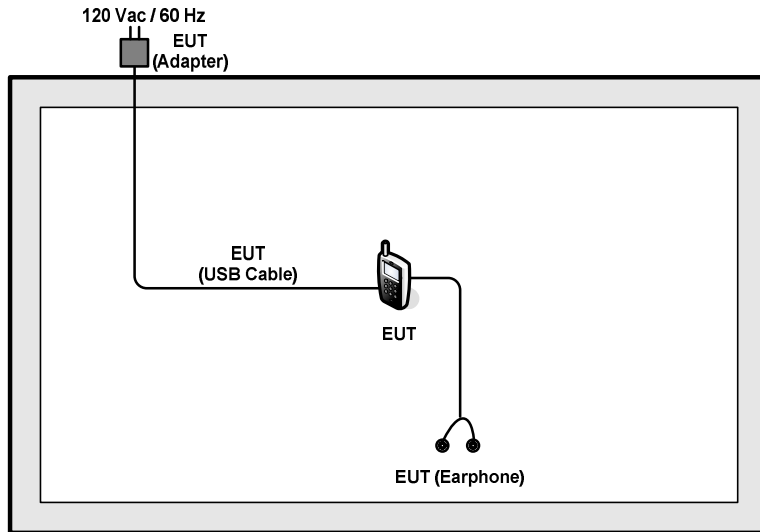 120 Vac / 60 Hz
EUT
(Adapter)
EUT
(USB Cable)
EUT
EUT (Earphone)